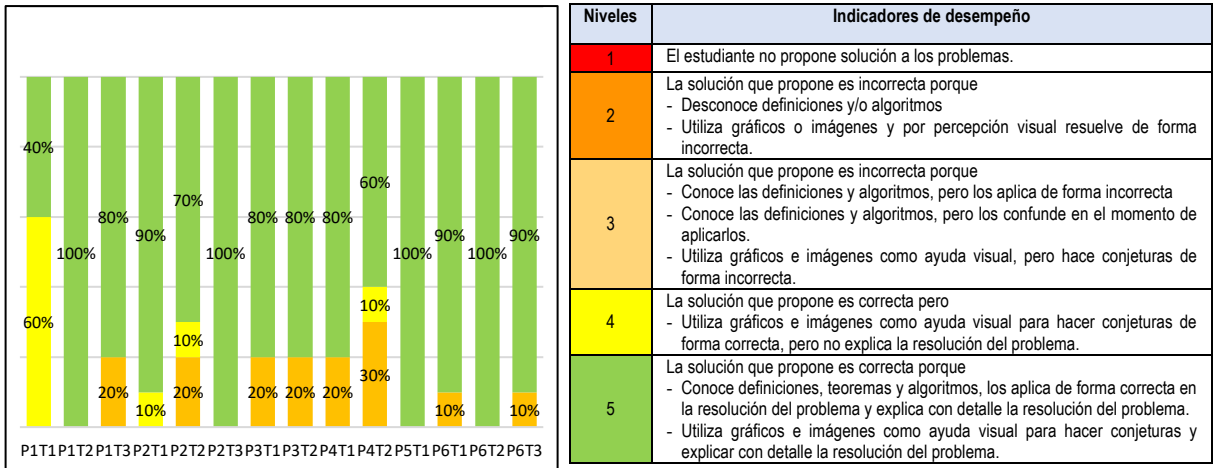 40%
60%
100%
80%
20%
90%
10%
70%
10%
20%
100%
80%
20%
80%
20%
80%
20%
60%
10%
30%
100%
90%
10%
100%
90%
10%
P1T1 P1T2 P1T3 P2T1 P2T2 P2T3 P3T1 P3T2 P4T1 P4T2 P5T1 P6T1 P6T2 P6T3
Niveles Indicadores de desempeño
1 El estudiante no propone solución a los problemas.
2
La solución que propone es incorrecta porque
- Desconoce definiciones y/o algoritmos
- Utiliza gráficos o imágenes y por percepción visual resuelve de forma
incorrecta.
3
La solución que propone es incorrecta porque
- Conoce las definiciones y algoritmos, pero los aplica de forma incorrecta
- Conoce las definiciones y algoritmos, pero los confunde en el momento de
aplicarlos.
- Utiliza gráficos e imágenes como ayuda visual, pero hace conjeturas de
forma incorrecta.
4
La solución que propone es correcta pero
- Utiliza gráficos e imágenes como ayuda visual para hacer conjeturas de
forma correcta, pero no explica la resolución del problema.
5
La solución que propone es correcta porque
- Conoce definiciones, teoremas y algoritmos, los aplica de forma correcta en
la resolución del problema y explica con detalle la resolución del problema.
- Utiliza gráficos e imágenes como ayuda visual para hacer conjeturas y
explicar con detalle la resolución del problema.